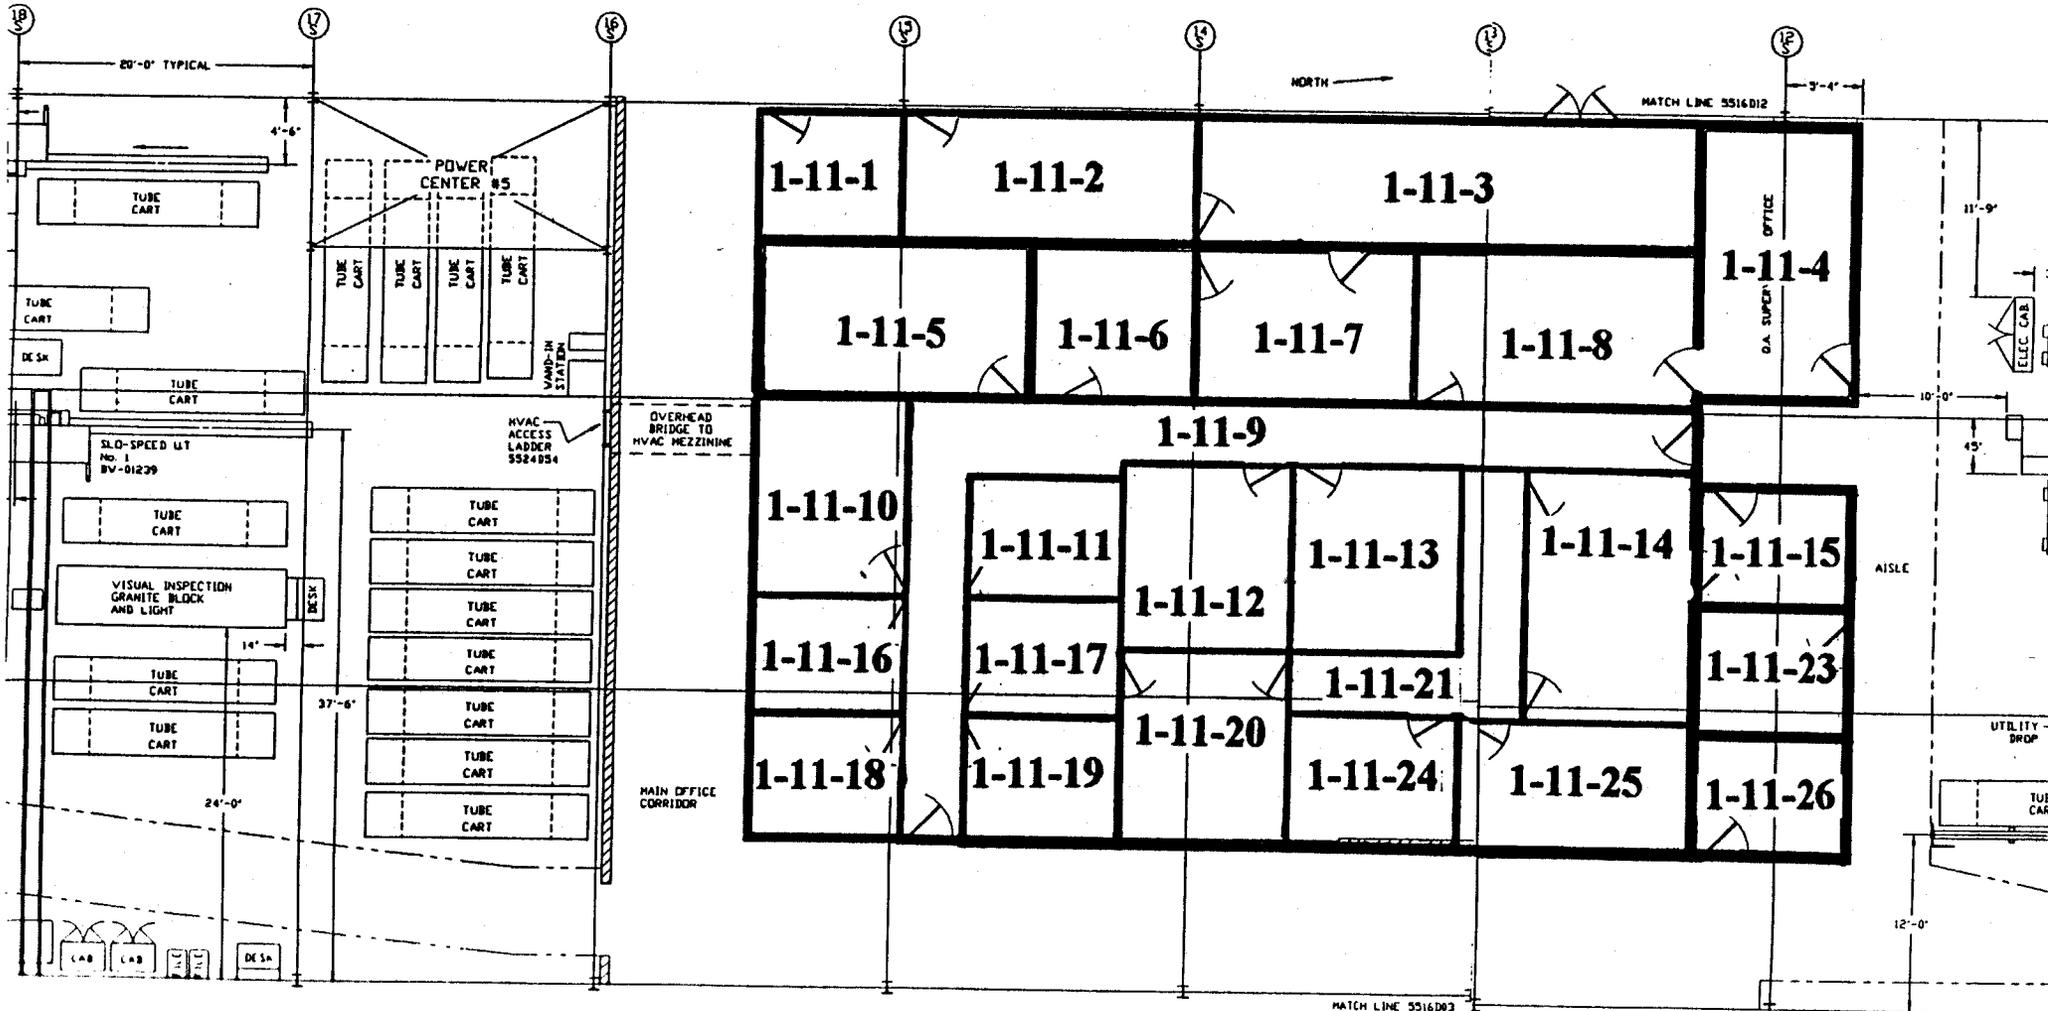 18
S
17
S
16
S
15
S
14
S
13
S
12
S
20'-0" TYPICAL
NORTH
MATCH LINE 5516D12
4'-6"
POWER
CENTER #5
TUBE
CART
TUBE
CART
TUBE
CART
TUBE
CART
TUBE
CART
TUBE
CART
DESK
TUBE
CART
VAND-IN
STATION
HVAC
ACCESS
LADDER
5524D54
OVERHEAD
BRIDGE TO
HVAC MEZZININE
SLO-SPEED UT
No. 1
BV-01239
TUBE
CART
VISUAL INSPECTION
GRANITE BLOCK
AND LIGHT
DESK
14"
TUBE
CART
TUBE
CART
37'-6"
24'-0"
TUBE
CART
TUBE
CART
TUBE
CART
TUBE
CART
TUBE
CART
TUBE
CART
TUBE
CART
MAIN OFFICE
CORRIDOR
CAB
CAB
DESK
1-11-1
1-11-2
1-11-3
1-11-4
O.A. SUPERV OFFICE
1-11-5
1-11-6
1-11-7
1-11-8
1-11-9
1-11-10
1-11-11
1-11-12
1-11-13
1-11-14
1-11-15
1-11-16
1-11-17
1-11-18
1-11-19
1-11-20
1-11-21
1-11-23
1-11-24
1-11-25
1-11-26
11'-9"
ELEC. CAB.
10'-0"
45"
AISLE
UTILITY
DROP
TUB
CAR
12'-0"
MATCH LINE 5516D03